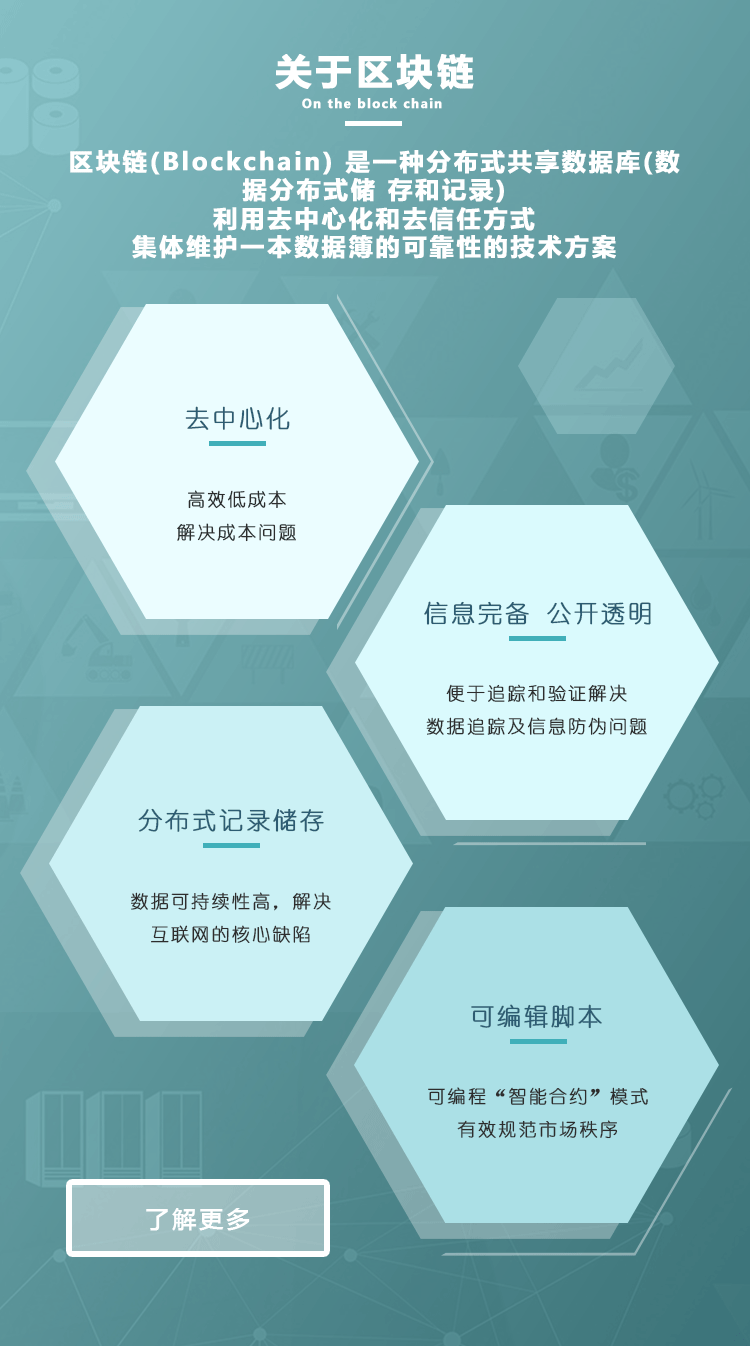 关于区块链
On the block chain
区块链(Blockchain) 是一种分布式共享数据库(数
据分布式储 存和记录)
利用去中心化和去信任方式
集体维护一本数据簿的可靠性的技术方案
去中心化
高效低成本
解决成本问题
信息完备 公开透明
便于追踪和验证解决
数据追踪及信息防伪问题
分布式记录储存
数据可持续性高，解决
互联网的核心缺陷
可编辑脚本
可编程“智能合约”模式
有效规范市场秩序
了解更多